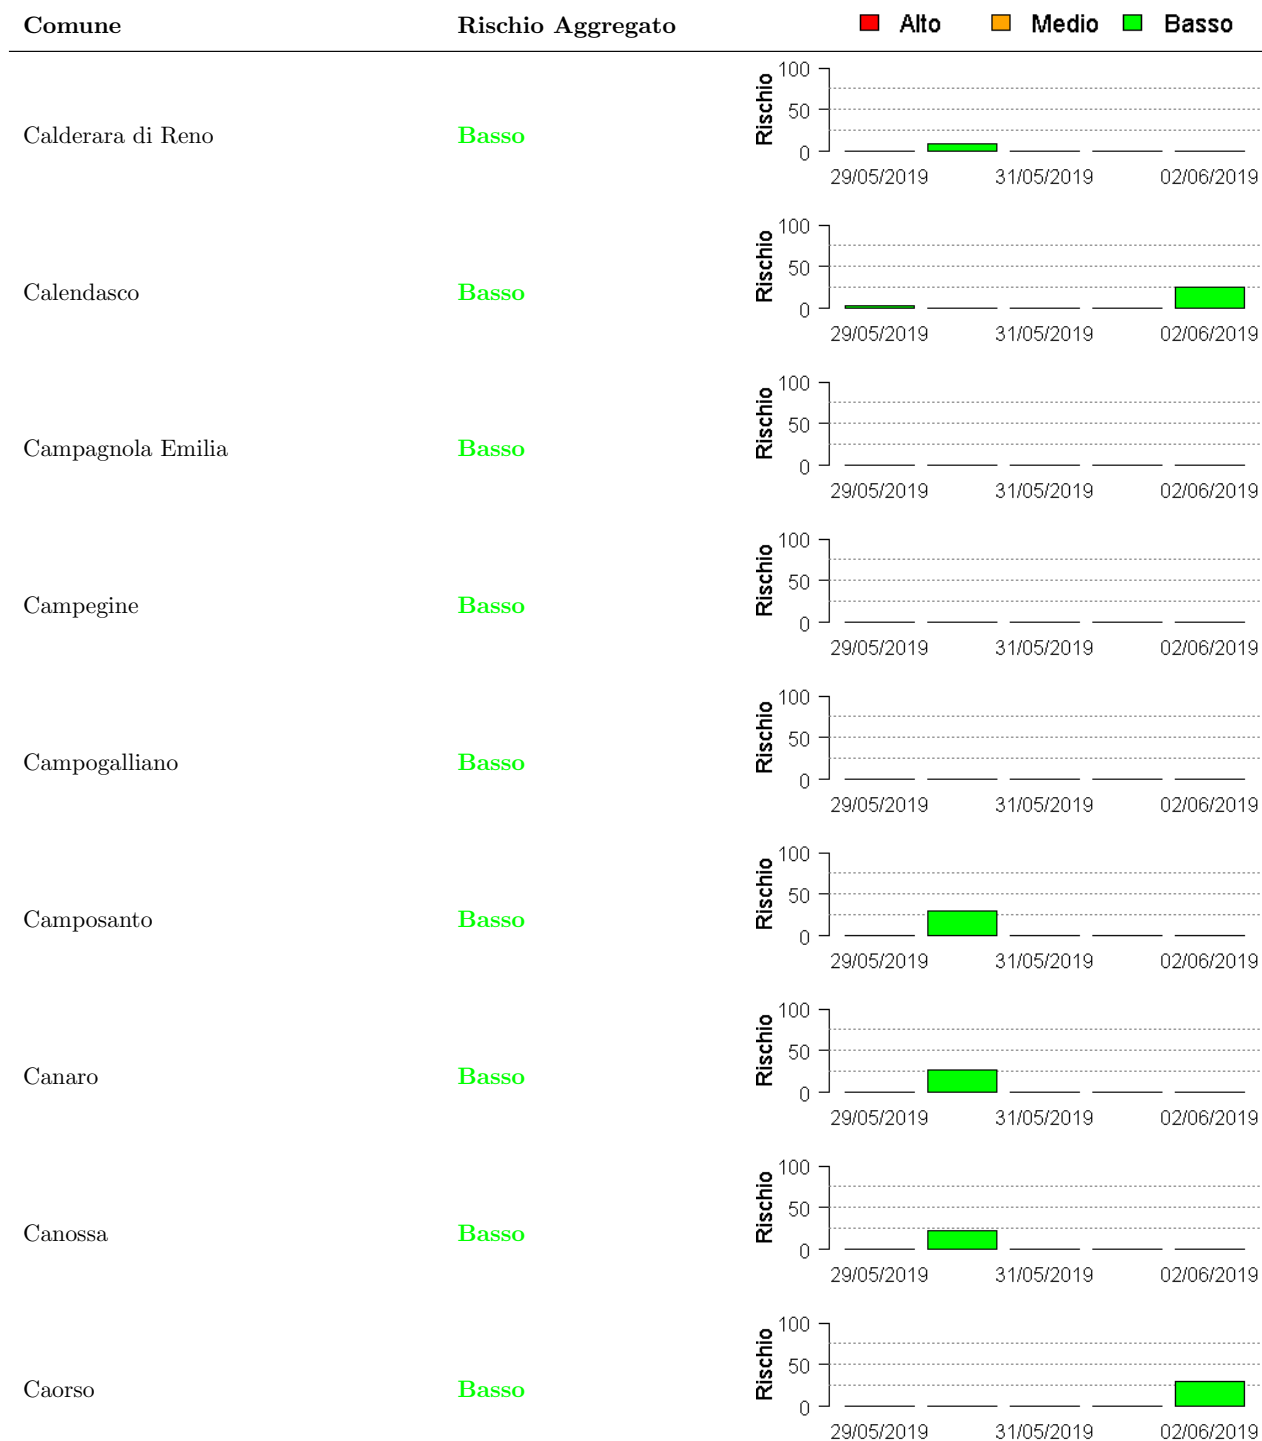 Comune Rischio Aggregato Alto Medio Basso
Calderara di Reno Basso
Rischio
100
50
0
29/05/2019 31/05/2019 02/06/2019
Calendasco Basso
Rischio
100
50
0
29/05/2019 31/05/2019 02/06/2019
Campagnola Emilia Basso
Rischio
100
50
0
29/05/2019 31/05/2019 02/06/2019
Campegine Basso
Rischio
100
50
0
29/05/2019 31/05/2019 02/06/2019
Campogalliano Basso
Rischio
100
50
0
29/05/2019 31/05/2019 02/06/2019
Camposanto Basso
Rischio
100
50
0
29/05/2019 31/05/2019 02/06/2019
Canaro Basso
Rischio
100
50
0
29/05/2019 31/05/2019 02/06/2019
Canossa Basso
Rischio
100
50
0
29/05/2019 31/05/2019 02/06/2019
Caorso Basso
Rischio
100
50
0
29/05/2019 31/05/2019 02/06/2019